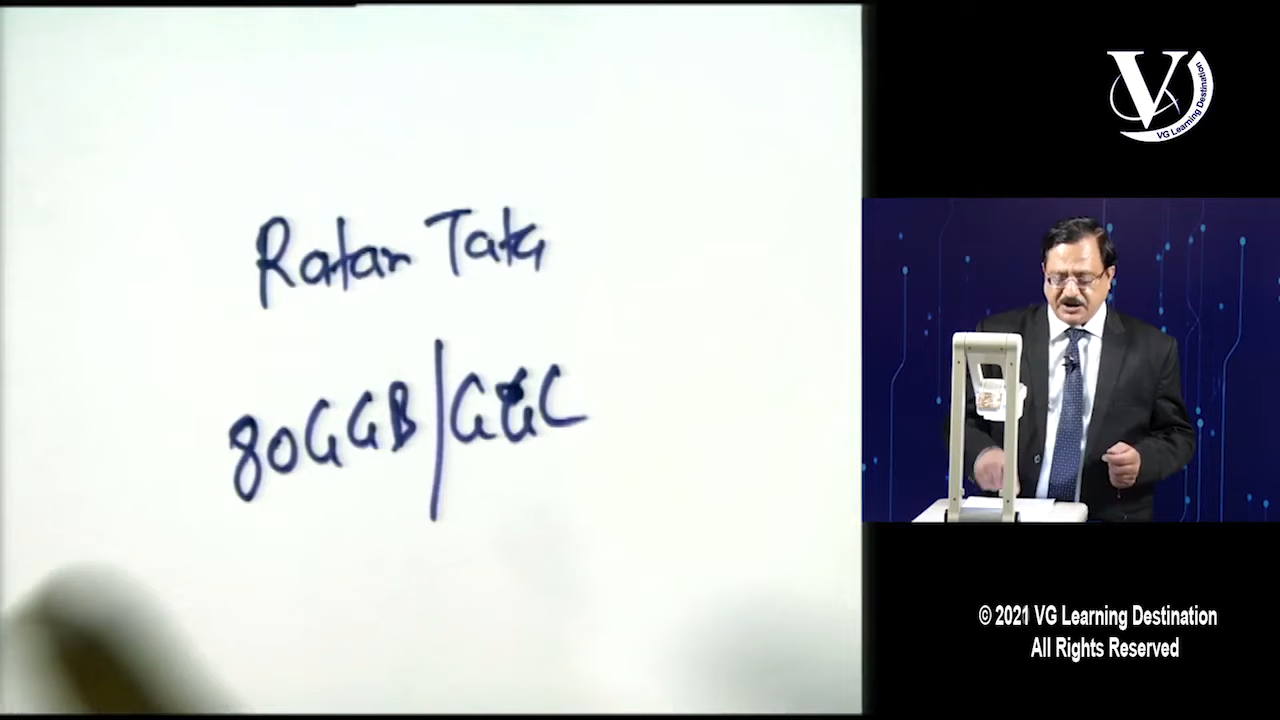 Ratan Tata
80GGB/GGC
V
VG Learning Destination
© 2021 VG Learning Destination
All Rights Reserved